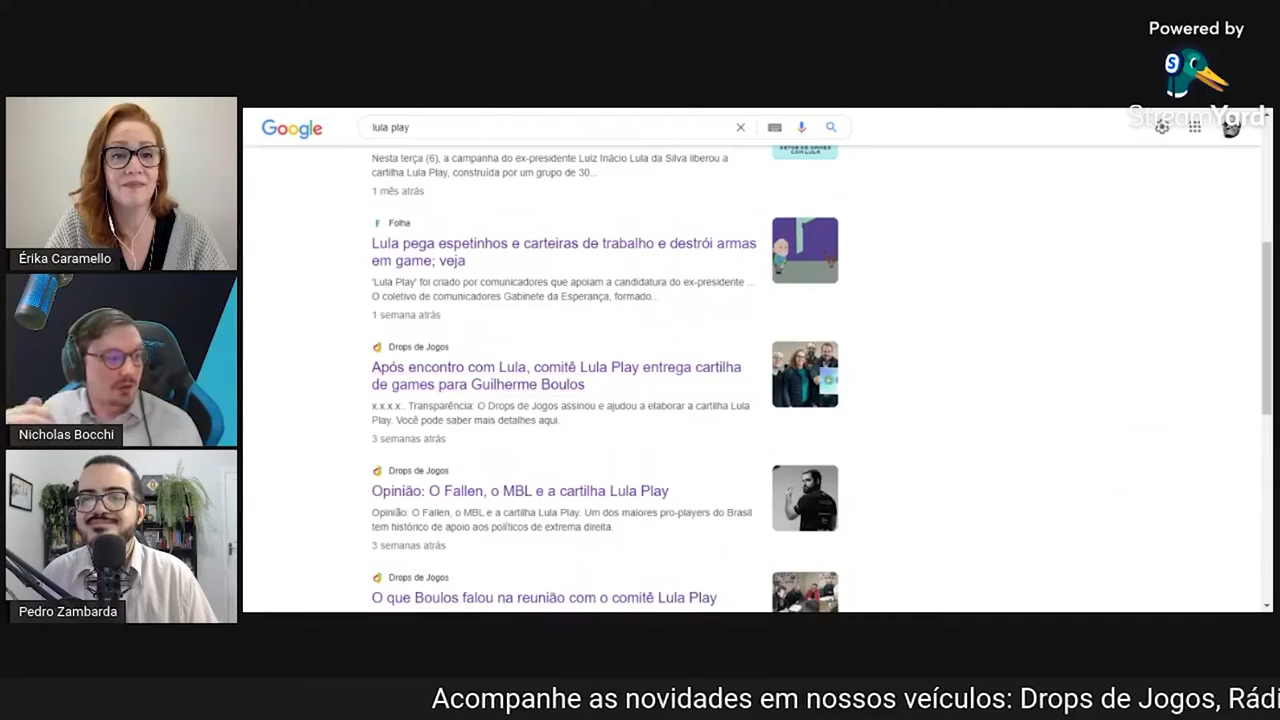 Powered by
S
StreamYard
Érika Caramello
Nicholas Bocchi
Pedro Zambarda
Google
lula play
SETOR DE GAMES
COM LULA
Nesta terça (6), a campanha do ex-presidente Luiz Inácio Lula da Silva liberou a
cartilha Lula Play, construída por um grupo de 30...
1 mês atrás
Folha
Lula pega espetinhos e carteiras de trabalho e destrói armas
em game; veja
'Lula Play' foi criado por comunicadores que apoiam a candidatura do ex-presidente ...
O coletivo de comunicadores Gabinete da Esperança, formado...
1 semana atrás
Drops de Jogos
Após encontro com Lula, comitê Lula Play entrega cartilha
de games para Guilherme Boulos
x.x.x.x.. Transparência: O Drops de Jogos assinou e ajudou a elaborar a cartilha Lula
Play. Você pode saber mais detalhes aqui.
3 semanas atrás
Drops de Jogos
Opinião: O Fallen, o MBL e a cartilha Lula Play
Opinião: O Fallen, o MBL e a cartilha Lula Play. Um dos maiores pro-players do Brasil
tem histórico de apoio aos políticos de extrema direita.
3 semanas atrás
Drops de Jogos
O que Boulos falou na reunião com o comitê Lula Play
Acompanhe as novidades em nossos veículos: Drops de Jogos, Rádi